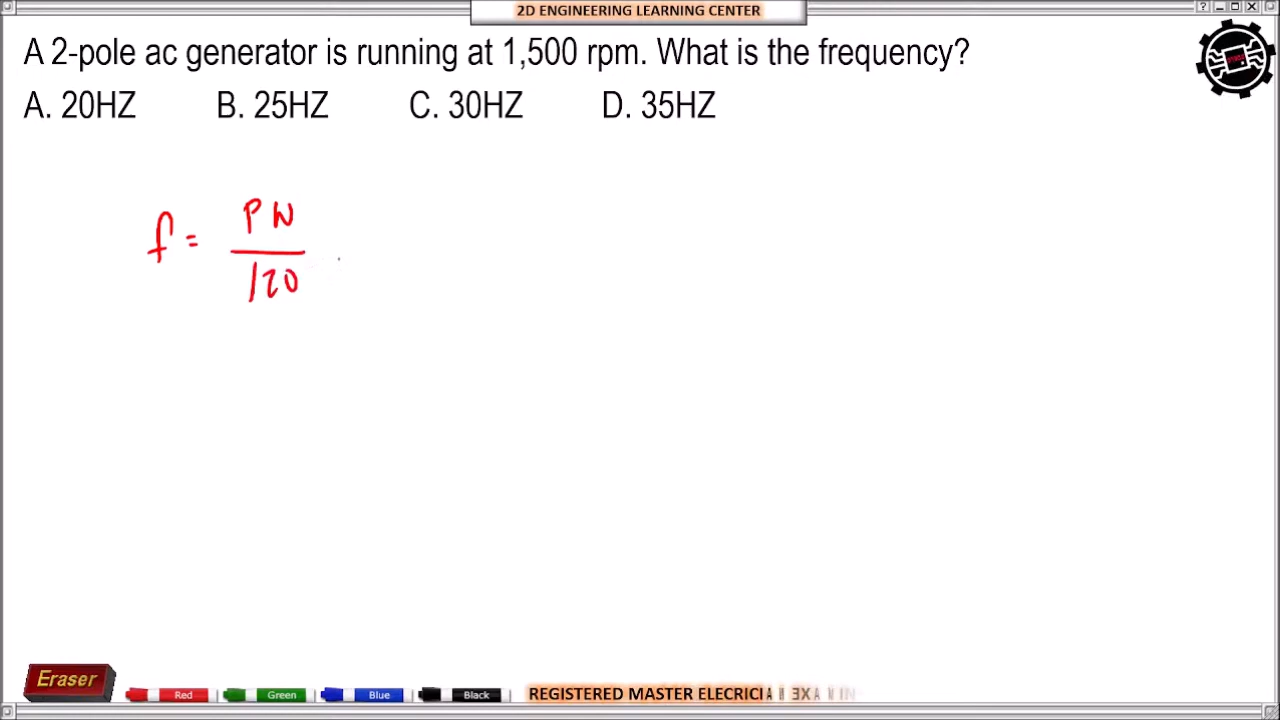 2D ENGINEERING LEARNING CENTER
A 2-pole ac generator is running at 1,500 rpm. What is the frequency?
A. 20HZ B. 25HZ C. 30HZ D. 35HZ
f = PN
120
Eraser
Red Green Blue Black
REGISTERED MASTER ELECRICI